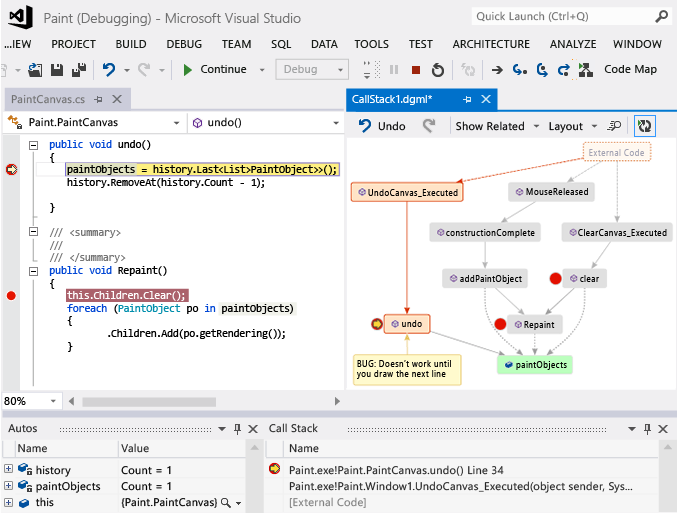 Paint (Debugging) - Microsoft Visual Studio
Quick Launch (Ctrl+Q)
...IEW PROJECT BUILD DEBUG TEAM SQL DATA TOOLS TEST ARCHITECTURE ANALYZE WINDOW
Continue Debug Code Map
PaintCanvas.cs
Paint.PaintCanvas undo()
public void undo()
{
paintObjects = history.Last<List>PaintObject>>();
history.RemoveAt(history.Count - 1);
}
/// <summary>
///
/// </summary>
public void Repaint()
{
this.Children.Clear();
foreach (PaintObject po in paintObjects)
{
.Children.Add(po.getRendering());
}
80%
CallStack1.dgml*
Undo Show Related Layout
External Code
UndoCanvas_Executed
MouseReleased
constructionComplete
ClearCanvas_Executed
addPaintObject
clear
undo
Repaint
BUG: Doesn't work until
you draw the next line
paintObjects
Autos
Name Value
history Count = 1
paintObjects Count = 1
this {Paint.PaintCanvas}
Call Stack
Name
Paint.exe!Paint.PaintCanvas.undo() Line 34
Paint.exe!Paint.Window1.UndoCanvas_Executed(object sender, Sys...
[External Code]